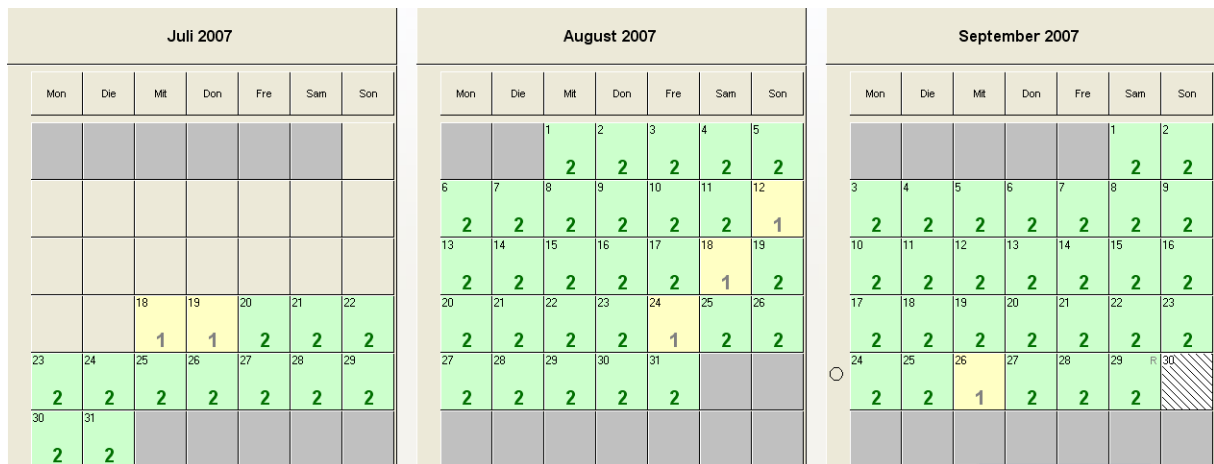 Juli 2007
Mon Die Mit Don Fre Sam Son
18 19 20 21 22
1 1 2 2 2
23 24 25 26 27 28 29
2 2 2 2 2 2 2
30 31
2 2
August 2007
Mon Die Mit Don Fre Sam Son
1 2 3 4 5
2 2 2 2 2
6 7 8 9 10 11 12
2 2 2 2 2 2 1
13 14 15 16 17 18 19
2 2 2 2 2 1 2
20 21 22 23 24 25 26
2 2 2 2 1 2 2
27 28 29 30 31
2 2 2 2 2
September 2007
Mon Die Mit Don Fre Sam Son
1 2
2 2
3 4 5 6 7 8 9
2 2 2 2 2 2 2
10 11 12 13 14 15 16
2 2 2 2 2 2 2
17 18 19 20 21 22 23
2 2 2 2 2 2 2
24 25 26 27 28 29 R 30
2 2 1 2 2 2